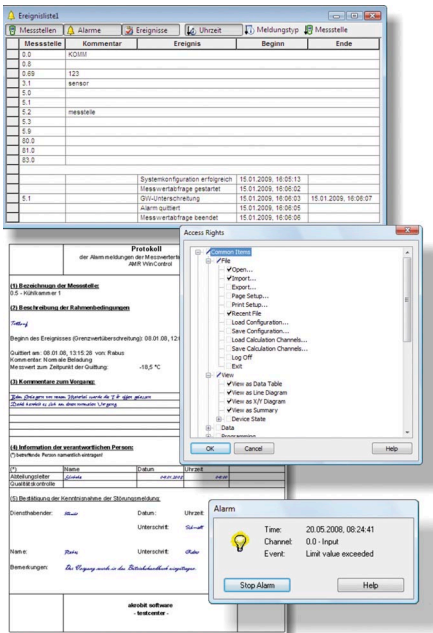 Ereignisliste1
Messstellen Alarme Ereignisse Uhrzeit Meldungstyp Messstelle
Messstelle Kommentar Ereignis Beginn Ende
0.0 KOMM
0.8
0.69 123
3.1 sensor
5.0
5.1
5.2 messtelle
5.3
5.9
80.0
81.0
83.0
Systemkonfiguration erfolgreich 15.01.2009, 16:05:13
Messwertabfrage gestartet 15.01.2009, 16:06:02
5.1 GW-Unterschreitung 15.01.2009, 16:06:03 15.01.2009, 16:06:07
Alarm quittiert 15.01.2009, 16:06:05
Messwertabfrage beendet 15.01.2009, 16:06:06
Protokoll
der Alarmmeldungen der Messwerterf
AMR WinControl
(1) Bezeichnugn der Messstelle:
0.5 - Kühlkammer 1
(2) Beschreibung der Rahmenbedingungen
Beginn des Ereignisses (Grenzwertüberschreitung): 08.01.08, 12:
Quittiert am: 08.01.08, 13:15:28 von: Rabus
Kommentar: Normale Beladung
Messwert zum Zeitpunkt der Quittung: -18,5 °C
(3) Kommentare zum Vorgang:
(4) Information der verantwortlichen Person:
(*) betreffende Person namentlich eintragen!
(*) Name Datum Uhrzeit
Abteilungsleiter
Qualitätskontrolle
(5) Bestätigung der Kenntnisnahme der Störungsmeldung:
Diensthabender: Datum: Uhrzeit:
Unterschrift:
Name: Unterschrift:
Bemerkungen:
akrobit software
- testcenter -
Access Rights
Common Items
File
Open...
Import...
Export...
Page Setup...
Print Setup...
Recent File
Load Configuration...
Save Configuration...
Load Calculation Channels...
Save Calculation Channels...
Log Off
Exit
View
View as Data Table
View as Line Diagram
View as X/Y Diagram
View as Summary
Device State
Data
Programming
OK Cancel Help
Alarm
Time: 20.05.2008, 08:24:41
Channel: 0.0 - Input
Event: Limit value exceeded
Stop Alarm Help